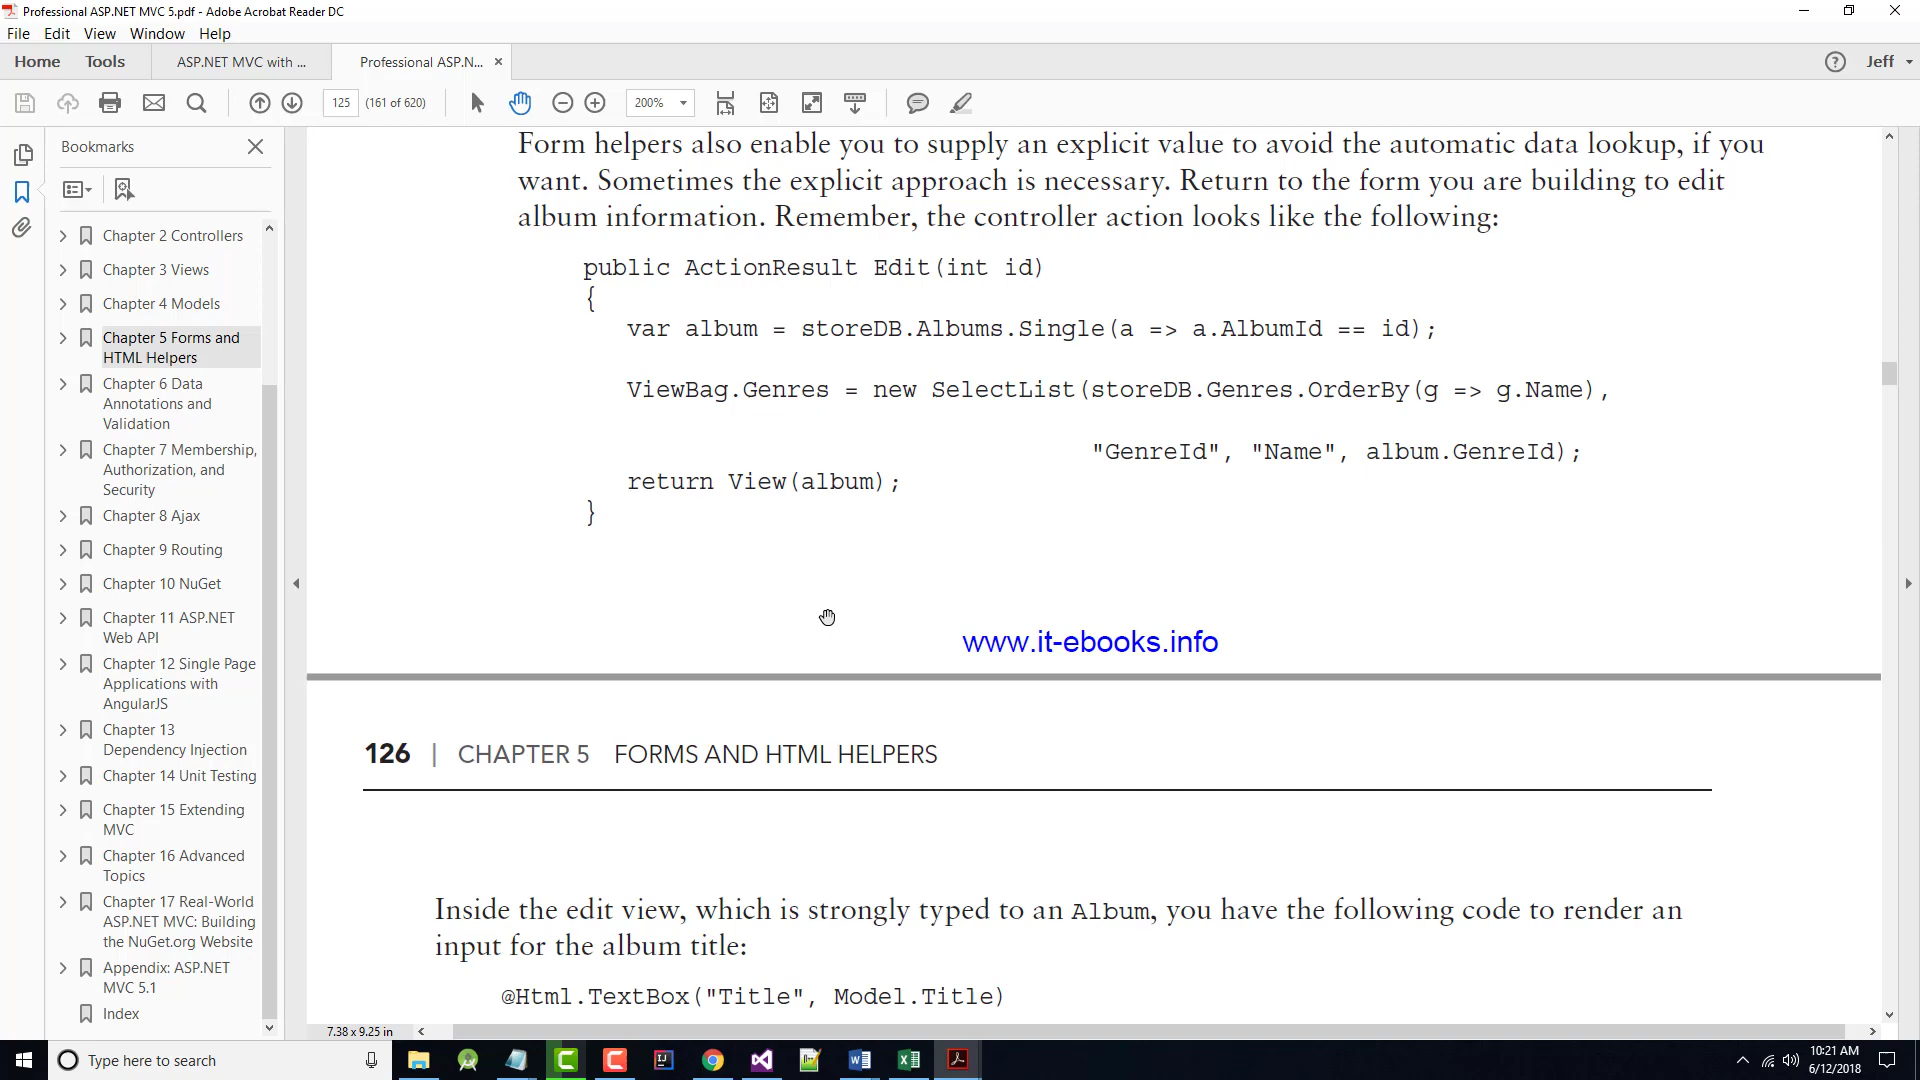 Professional ASP.NET MVC 5.pdf - Adobe Acrobat Reader DC
File Edit View Window Help
Home Tools ASP.NET MVC with ... Professional ASP.N... Jeff
125 (161 of 620) 200%
Bookmarks
Chapter 2 Controllers
Chapter 3 Views
Chapter 4 Models
Chapter 5 Forms and
HTML Helpers
Chapter 6 Data
Annotations and
Validation
Chapter 7 Membership,
Authorization, and
Security
Chapter 8 Ajax
Chapter 9 Routing
Chapter 10 NuGet
Chapter 11 ASP.NET
Web API
Chapter 12 Single Page
Applications with
AngularJS
Chapter 13
Dependency Injection
Chapter 14 Unit Testing
Chapter 15 Extending
MVC
Chapter 16 Advanced
Topics
Chapter 17 Real-World
ASP.NET MVC: Building
the NuGet.org Website
Appendix: ASP.NET
MVC 5.1
Index
Form helpers also enable you to supply an explicit value to avoid the automatic data lookup, if you
want. Sometimes the explicit approach is necessary. Return to the form you are building to edit
album information. Remember, the controller action looks like the following:
public ActionResult Edit(int id)
{
var album = storeDB.Albums.Single(a => a.AlbumId == id);
ViewBag.Genres = new SelectList(storeDB.Genres.OrderBy(g => g.Name),
"GenreId", "Name", album.GenreId);
return View(album);
}
www.it-ebooks.info
126 | CHAPTER 5 FORMS AND HTML HELPERS
Inside the edit view, which is strongly typed to an Album, you have the following code to render an
input for the album title:
@Html.TextBox("Title", Model.Title)
7.38 x 9.25 in
Type here to search
10:21 AM
6/12/2018